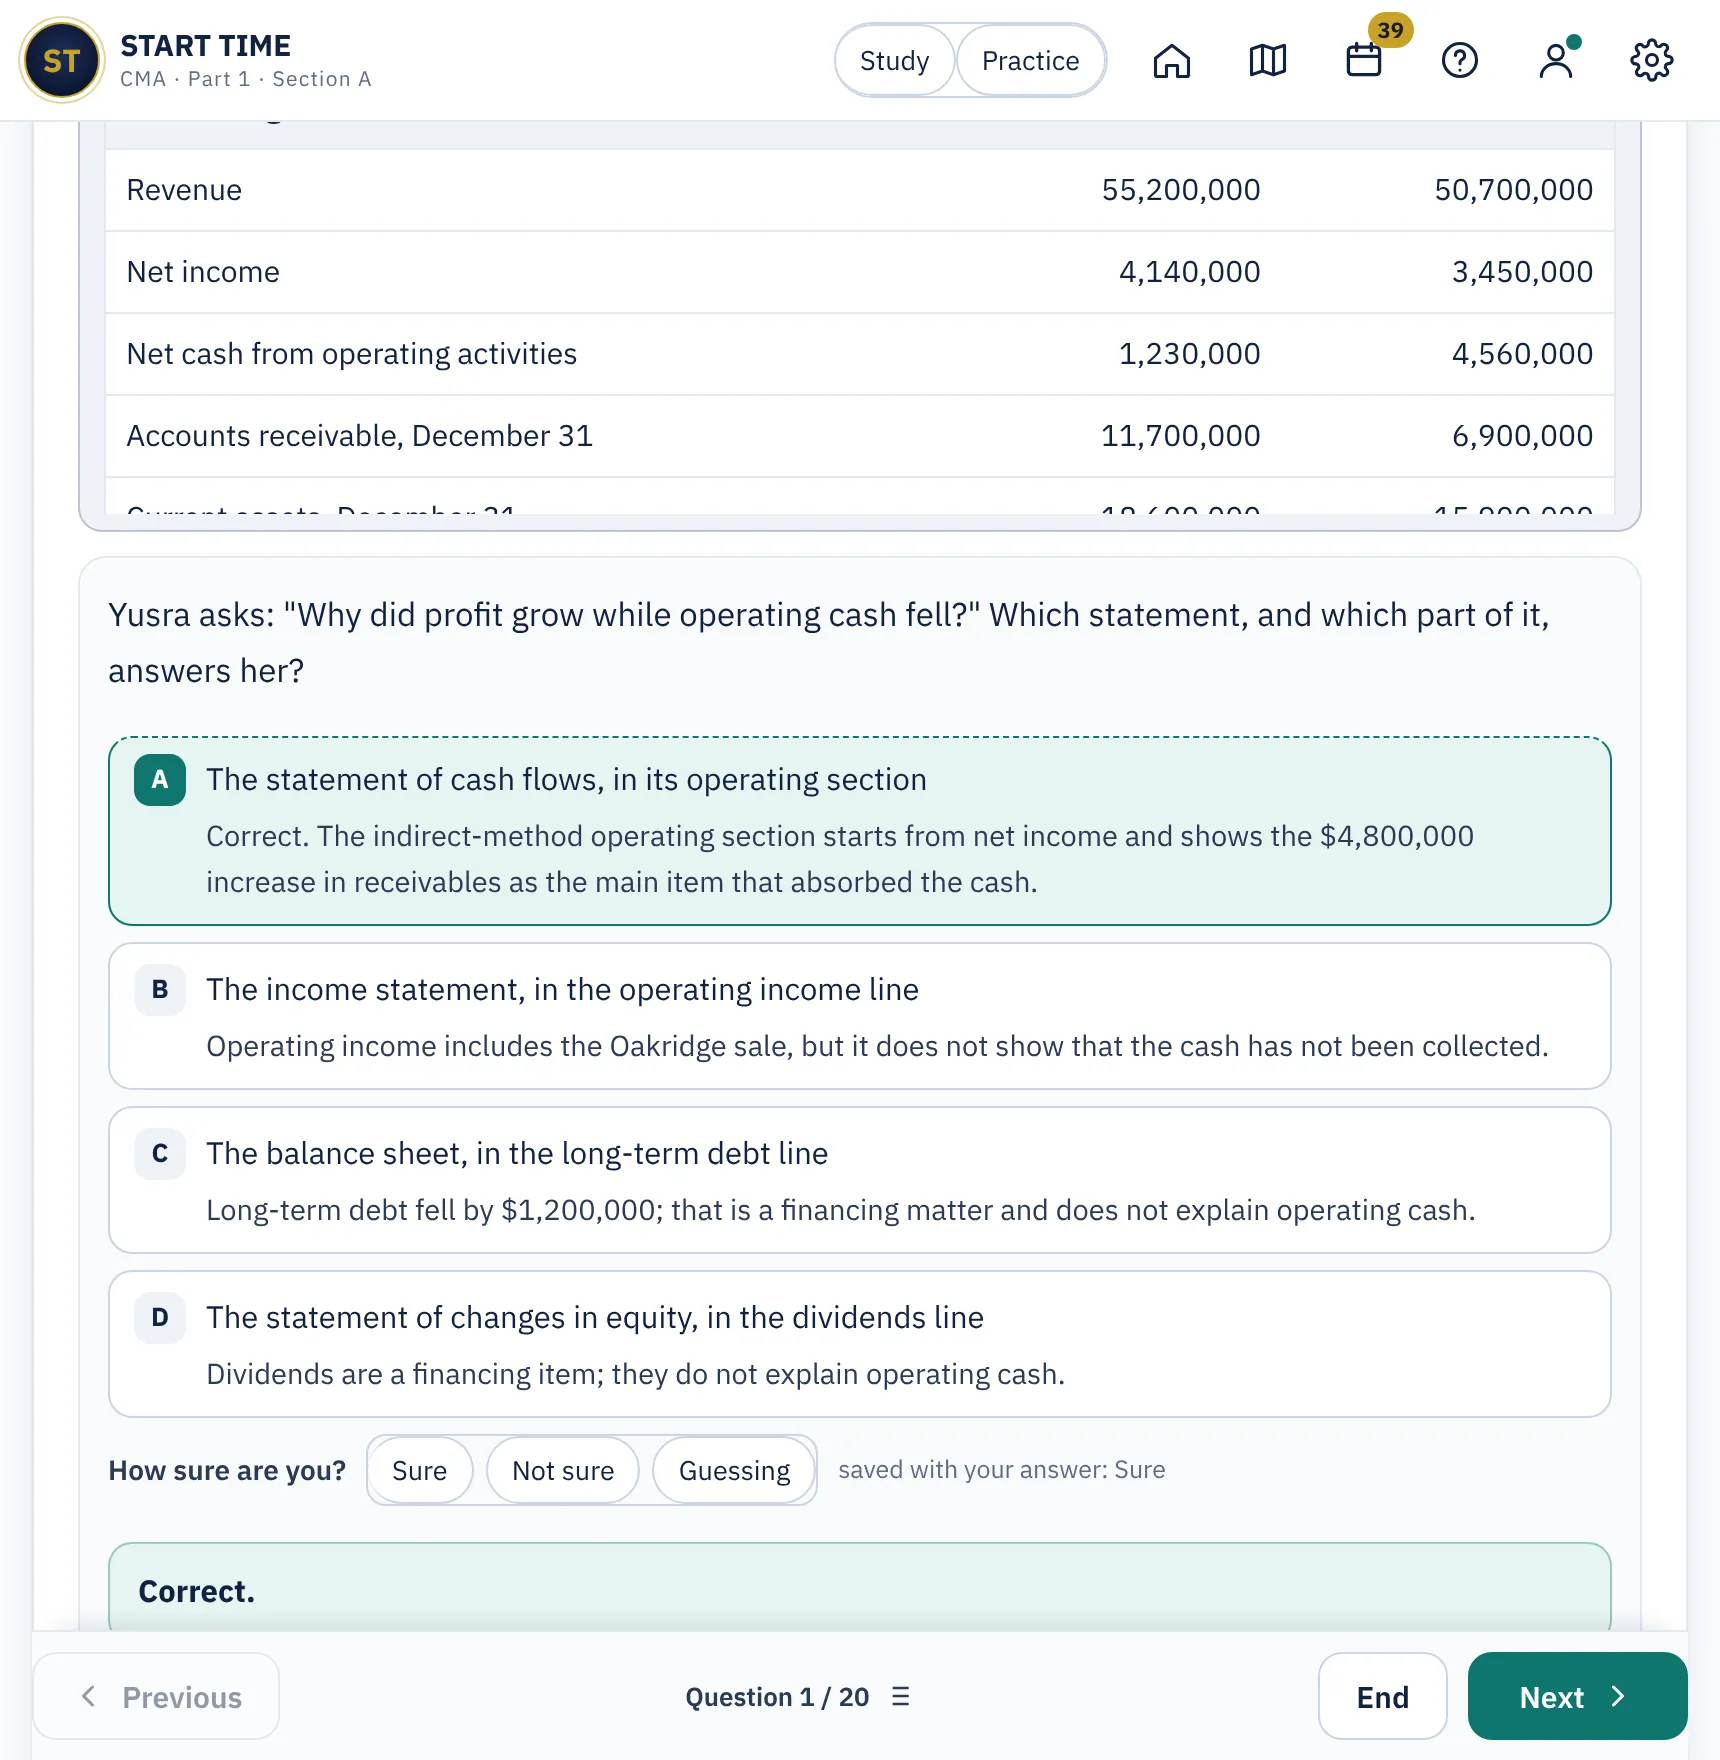 ST
START TIME
CMA · Part 1 · Section A
Study
Practice
39
Revenue 55,200,000 50,700,000
Net income 4,140,000 3,450,000
Net cash from operating activities 1,230,000 4,560,000
Accounts receivable, December 31 11,700,000 6,900,000
Current assets, December 31
Yusra asks: "Why did profit grow while operating cash fell?" Which statement, and which part of it,
answers her?
A The statement of cash flows, in its operating section
Correct. The indirect-method operating section starts from net income and shows the $4,800,000
increase in receivables as the main item that absorbed the cash.
B The income statement, in the operating income line
Operating income includes the Oakridge sale, but it does not show that the cash has not been collected.
C The balance sheet, in the long-term debt line
Long-term debt fell by $1,200,000; that is a financing matter and does not explain operating cash.
D The statement of changes in equity, in the dividends line
Dividends are a financing item; they do not explain operating cash.
How sure are you? Sure Not sure Guessing saved with your answer: Sure
Correct.
Previous
Question 1 / 20
End
Next